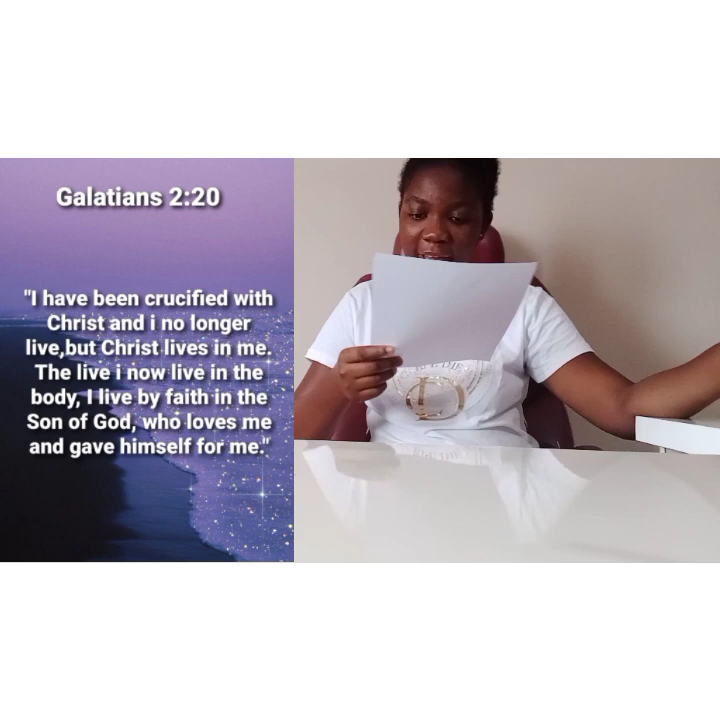 Galatians 2:20
"I have been crucified with
Christ and i no longer
live,but Christ lives in me.
The live i now live in the
body, I live by faith in the
Son of God, who loves me
and gave himself for me."